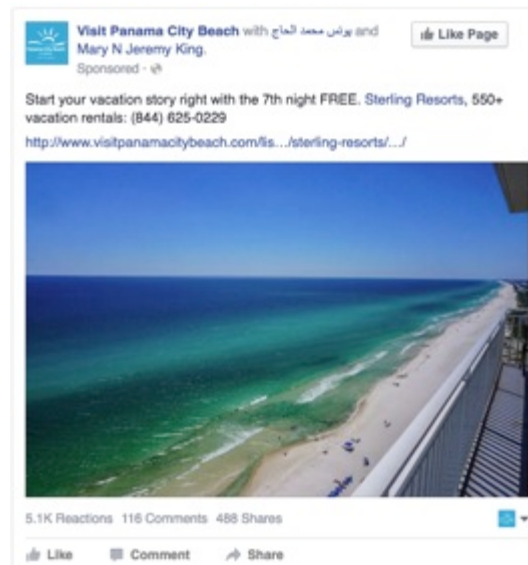 Visit Panama City Beach with يونس محمد الحاج and
Mary N Jeremy King.
Like Page
Sponsored ·
Start your vacation story right with the 7th night FREE. Sterling Resorts, 550+
vacation rentals: (844) 625-0229
http://www.visitpanamacitybeach.com/lis.../sterling-resorts/.../
5.1K Reactions 116 Comments 488 Shares
Like Comment Share